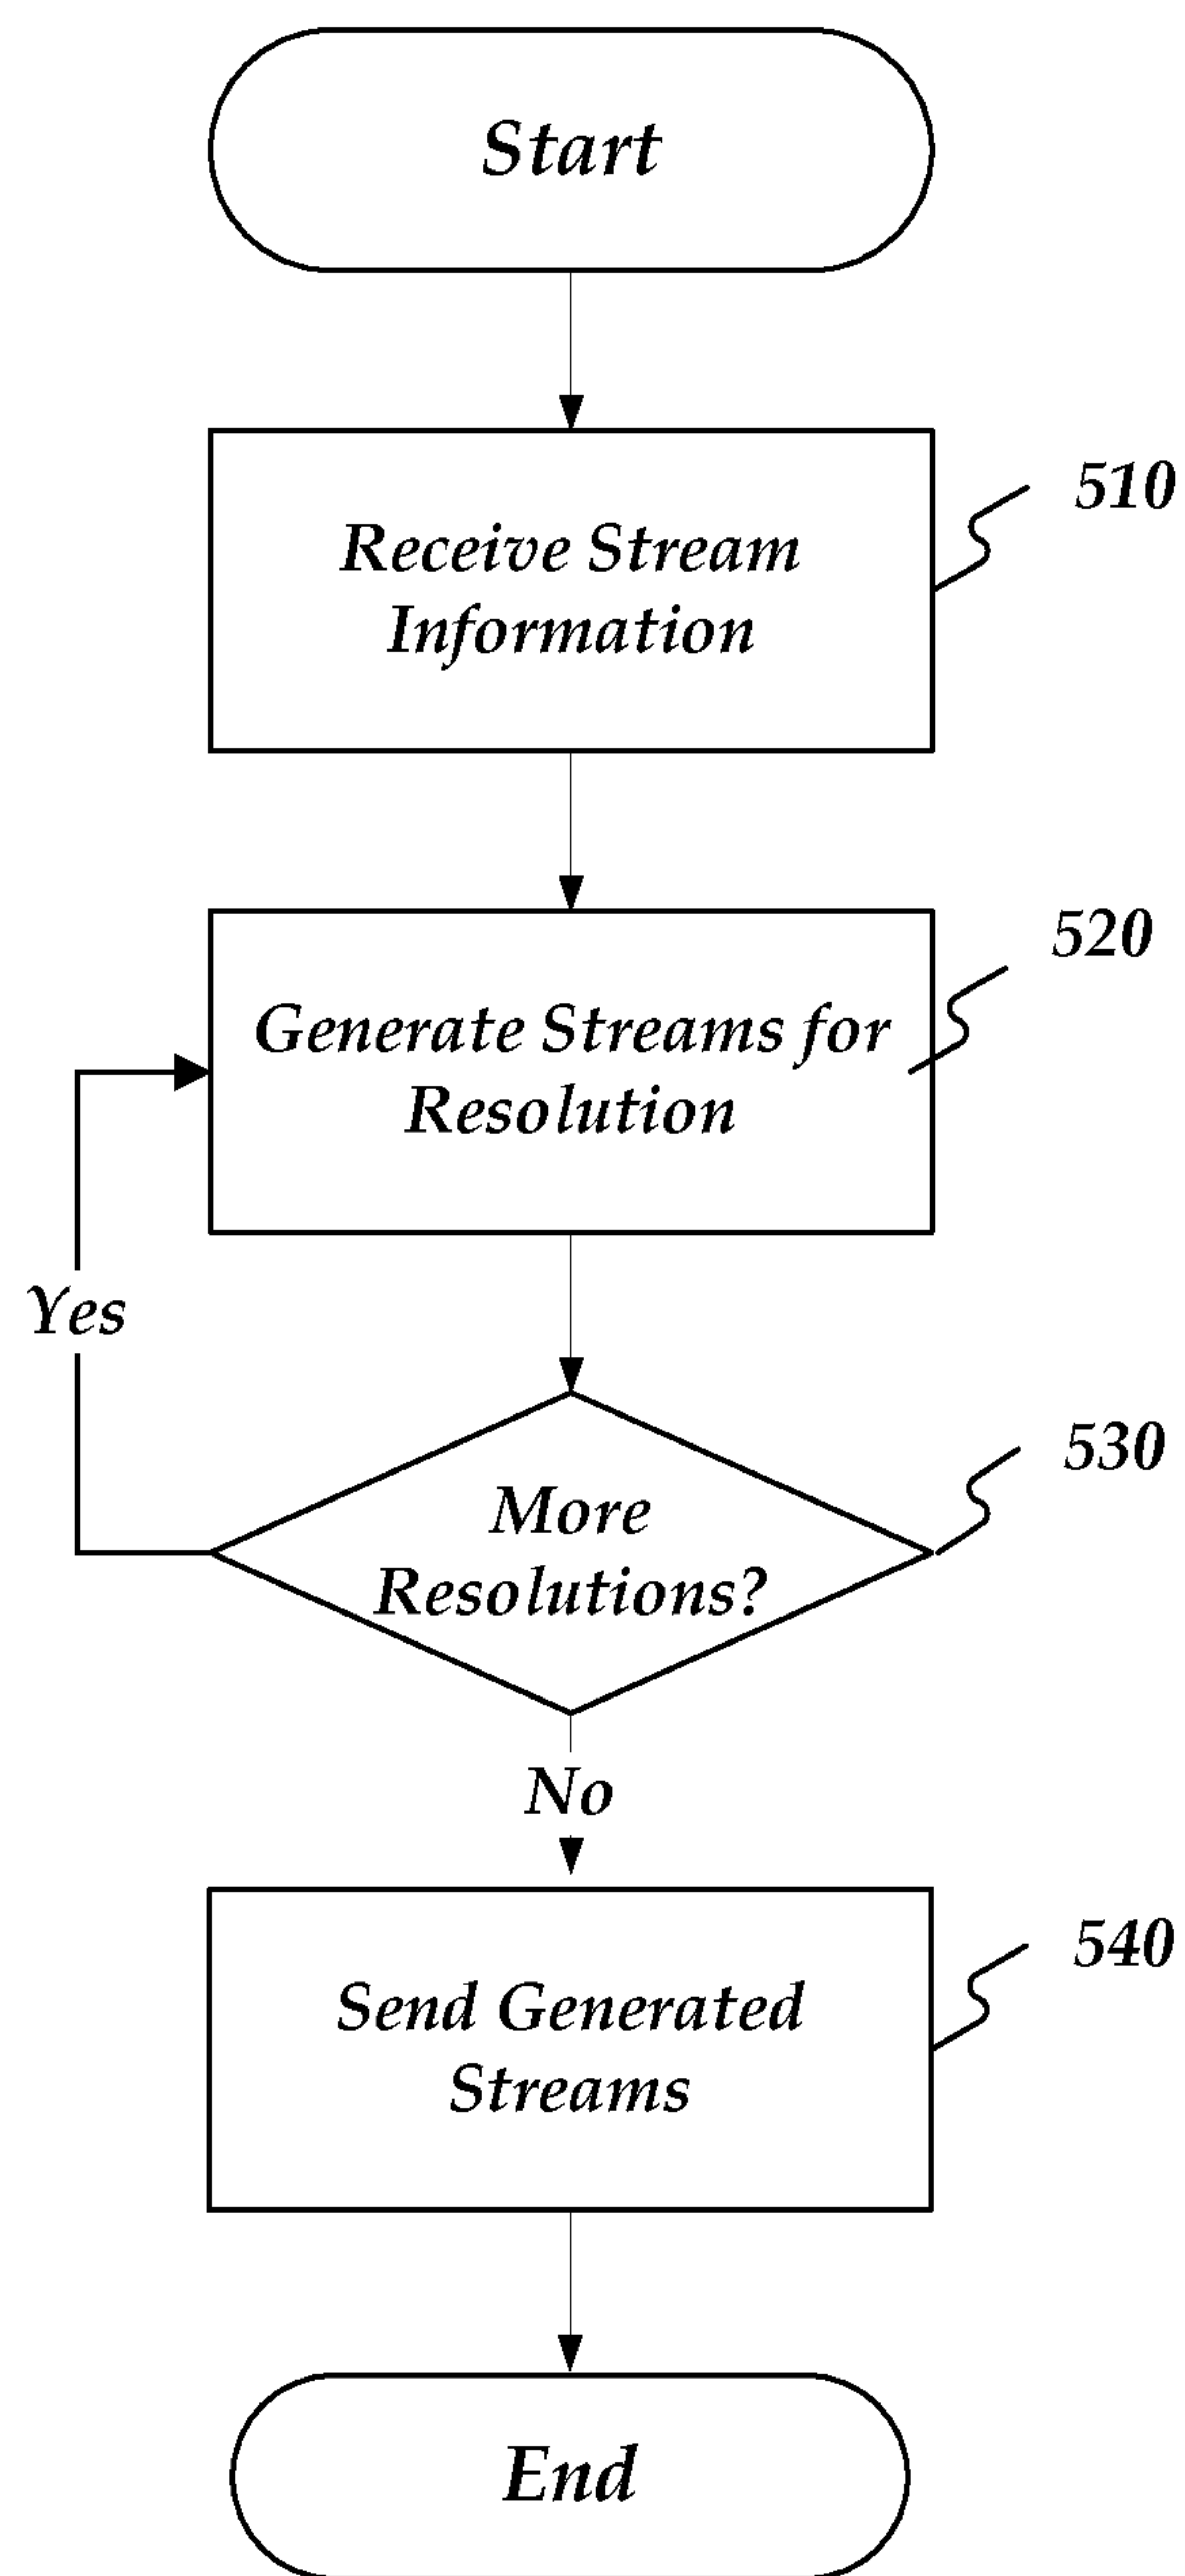 Start
510
Receive Stream
Information
520
Generate Streams for
Resolution
Yes
530
More
Resolutions?
No
540
Send Generated
Streams
End